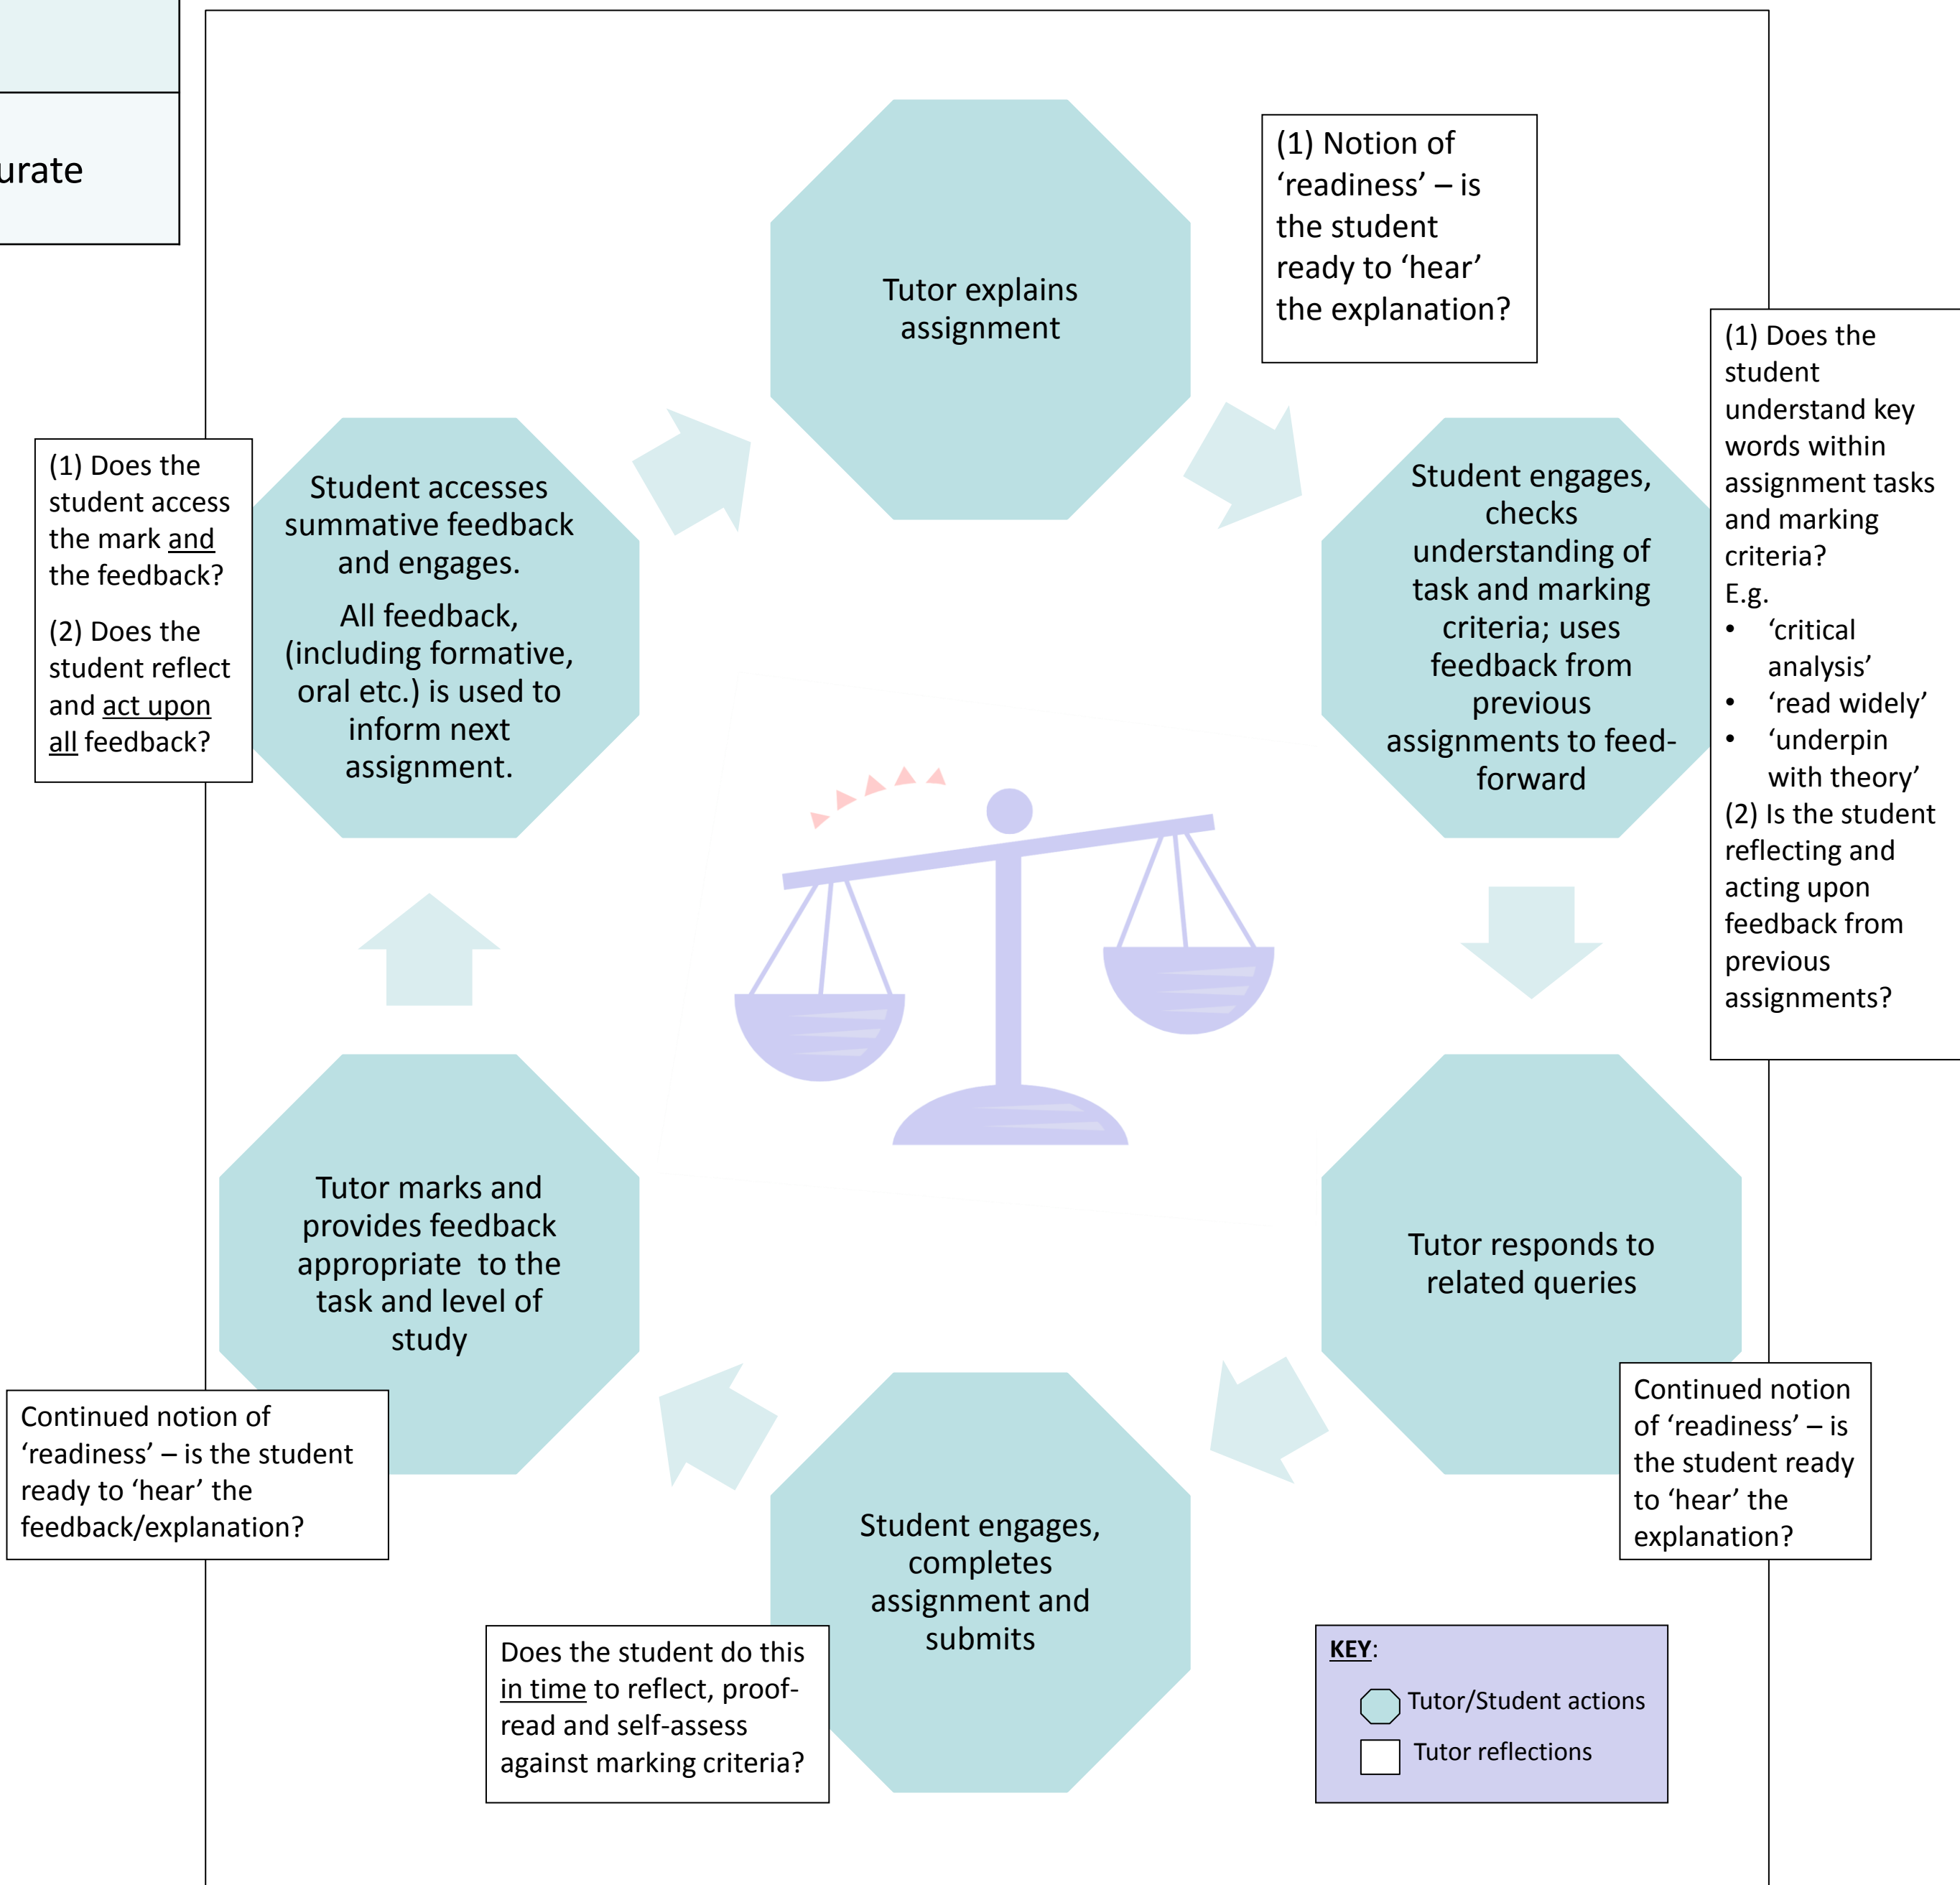 urate
Tutor explains
assignment
(1) Notion of
‘readiness’ – is
the student
ready to ‘hear’
the explanation?
Student engages,
checks
understanding of
task and marking
criteria; uses
feedback from
previous
assignments to feed-
forward
(1) Does the
student
understand key
words within
assignment tasks
and marking
criteria?
E.g.
• ‘critical
analysis’
• ‘read widely’
• ‘underpin
with theory’
(2) Is the student
reflecting and
acting upon
feedback from
previous
assignments?
Tutor responds to
related queries
Continued notion
of ‘readiness’ – is
the student ready
to ‘hear’ the
explanation?
Student engages,
completes
assignment and
submits
Does the student do this
in time to reflect, proof-
read and self-assess
against marking criteria?
Tutor marks and
provides feedback
appropriate  to the
task and level of
study
Continued notion of
‘readiness’ – is the student
ready to ‘hear’ the
feedback/explanation?
Student accesses
summative feedback
and engages.
All feedback,
(including formative,
oral etc.) is used to
inform next
assignment.
(1) Does the
student access
the mark and
the feedback?
(2) Does the
student reflect
and act upon
all feedback?
KEY:
Tutor/Student actions
Tutor reflections